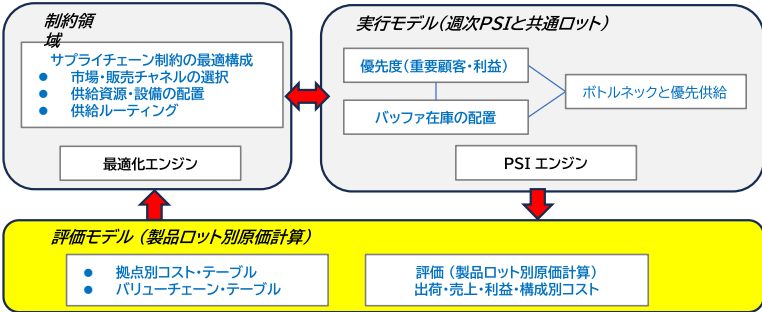 制約領
域
サプライチェーン制約の最適構成
● 市場・販売チャネルの選択
● 供給資源・設備の配置
● 供給ルーティング
最適化エンジン
実行モデル(週次PSIと共通ロット)
優先度(重要顧客・利益)
バッファ在庫の配置
ボトルネックと優先供給
PSI エンジン
評価モデル (製品ロット別原価計算)
● 拠点別コスト・テーブル
● バリューチェーン・テーブル
評価 (製品ロット別原価計算)
出荷・売上・利益・構成別コスト